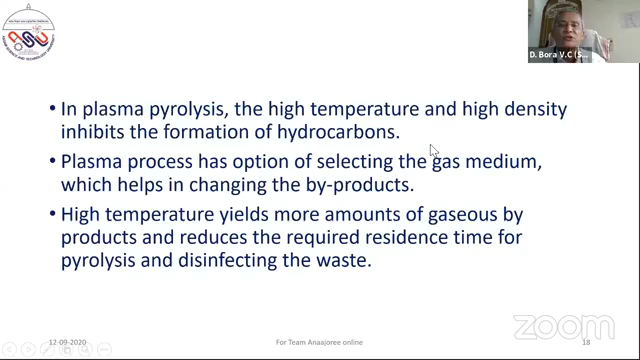 D. Bora V.C (S...
• In plasma pyrolysis, the high temperature and high density
inhibits the formation of hydrocarbons.
• Plasma process has option of selecting the gas medium,
which helps in changing the by-products.
• High temperature yields more amounts of gaseous by
products and reduces the required residence time for
pyrolysis and disinfecting the waste.
zoom
12-09-2020
For Team Anaajoree online
18